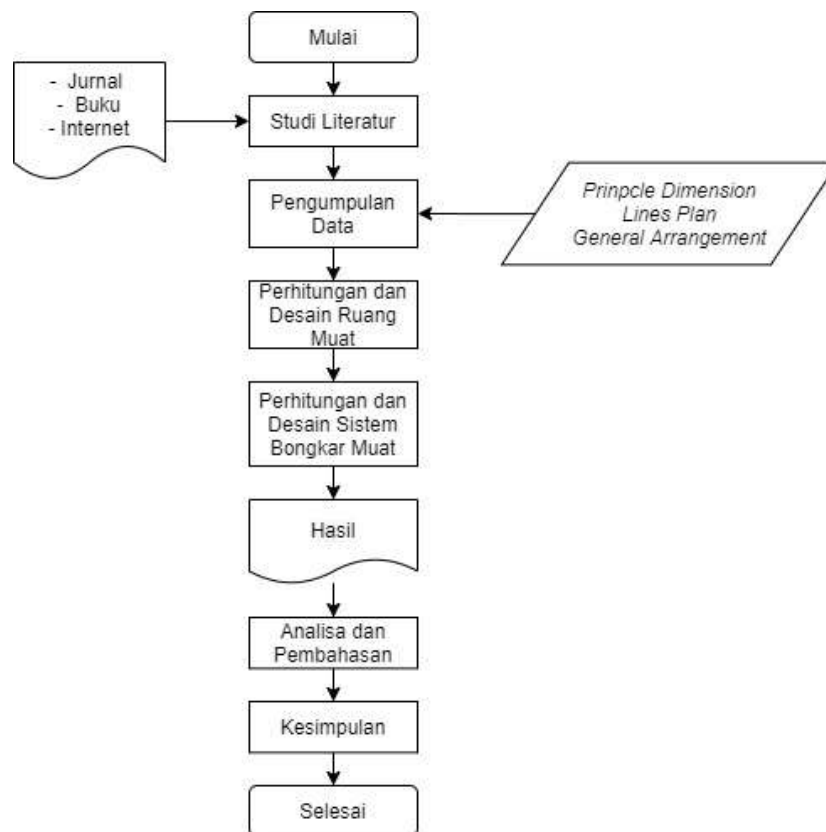 Mulai
- Jurnal
- Buku
- Internet
Studi Literatur
Pengumpulan
Data
Prinpcle Dimension
Lines Plan
General Arrangement
Perhitungan dan
Desain Ruang
Muat
Perhitungan dan
Desain Sistem
Bongkar Muat
Hasil
Analisa dan
Pembahasan
Kesimpulan
Selesai